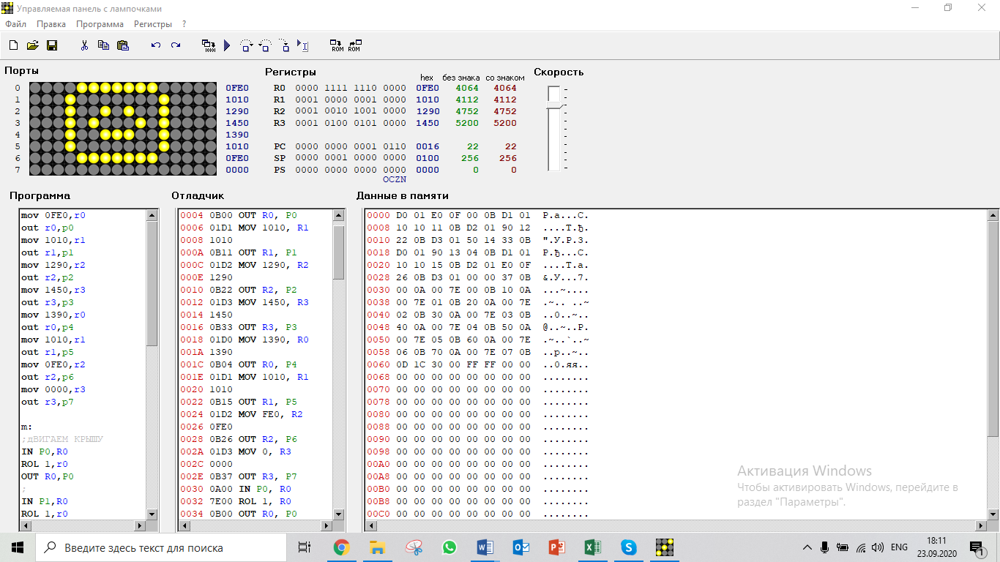 Управляемая панель с лампочками
Файл Правка Программа Регистры ?
Порты
Регистры
hex без знака со знаком
Скорость
0 0FE0 R0 0000 1111 1110 0000 0FE0 4064 4064
1 1010 R1 0001 0000 0001 0000 1010 4112 4112
2 1290 R2 0001 0010 1001 0000 1290 4752 4752
3 1450 R3 0001 0100 0101 0000 1450 5200 5200
4 1390
5 1010 PC 0000 0000 0001 0110 0016 22 22
6 0FE0 SP 0000 0001 0000 0000 0100 256 256
7 0000 PS 0000 0000 0000 0000 0000 0 0
OCZN
Программа
mov 0FE0,r0
out r0,p0
mov 1010,r1
out r1,p1
mov 1290,r2
out r2,p2
mov 1450,r3
out r3,p3
mov 1390,r0
out r0,p4
mov 1010,r1
out r1,p5
mov 0FE0,r2
out r2,p6
mov 0000,r3
out r3,p7
m:
;дВИГАЕМ КРЫШУ
IN P0,R0
ROL 1,r0
OUT R0,P0
;
IN P1,R0
ROL 1,r0
Отладчик
0004 0B00 OUT R0, P0
0006 01D1 MOV 1010, R1
0008 1010
000A 0B11 OUT R1, P1
000C 01D2 MOV 1290, R2
000E 1290
0010 0B22 OUT R2, P2
0012 01D3 MOV 1450, R3
0014 1450
0016 0B33 OUT R3, P3
0018 01D0 MOV 1390, R0
001A 1390
001C 0B04 OUT R0, P4
001E 01D1 MOV 1010, R1
0020 1010
0022 0B15 OUT R1, P5
0024 01D2 MOV FE0, R2
0026 0FE0
0028 0B26 OUT R2, P6
002A 01D3 MOV 0, R3
002C 0000
002E 0B37 OUT R3, P7
0030 0A00 IN P0, R0
0032 7E00 ROL 1, R0
0034 0B00 OUT R0, P0
Данные в памяти
0000 D0 01 E0 0F 00 0B D1 01 Р.а...С.
0008 10 10 11 0B D2 01 90 12 ....Т.ђ.
0010 22 0B D3 01 50 14 33 0B ".У.P.3.
0018 D0 01 90 13 04 0B D1 01 Р.ђ...С.
0020 10 10 15 0B D2 01 E0 0F ....Т.а.
0028 26 0B D3 01 00 00 37 0B &.У...7.
0030 00 0A 00 7E 00 0B 10 0A ...~....
0038 00 7E 01 0B 20 0A 00 7E .~.. ..~
0040 02 0B 30 0A 00 7E 03 0B ..0..~..
0048 40 0A 00 7E 04 0B 50 0A @..~..P.
0050 00 7E 05 0B 60 0A 00 7E .~..`..~
0058 06 0B 70 0A 00 7E 07 0B ..p..~..
0060 0D 1C 30 00 FF FF 00 00 ..0.яя..
0068 00 00 00 00 00 00 00 00 ........
0070 00 00 00 00 00 00 00 00 ........
0078 00 00 00 00 00 00 00 00 ........
0080 00 00 00 00 00 00 00 00 ........
0088 00 00 00 00 00 00 00 00 ........
0090 00 00 00 00 00 00 00 00 ........
0098 00 00 00 00 00 00 00 00 ........
00A0 00 00 00 00 00 00 00 00 ........
00A8 00 00 00 00 00 00 00 00 ........
00B0 00 00 00 00 00 00 00 00 ........
00B8 00 00 00 00 00 00 00 00 ........
00C0 00 00 00 00 00 00 00 00 ........
Активация Windows
Чтобы активировать Windows, перейдите в
раздел "Параметры".
Введите здесь текст для поиска
ENG
18:11
23.09.2020
1